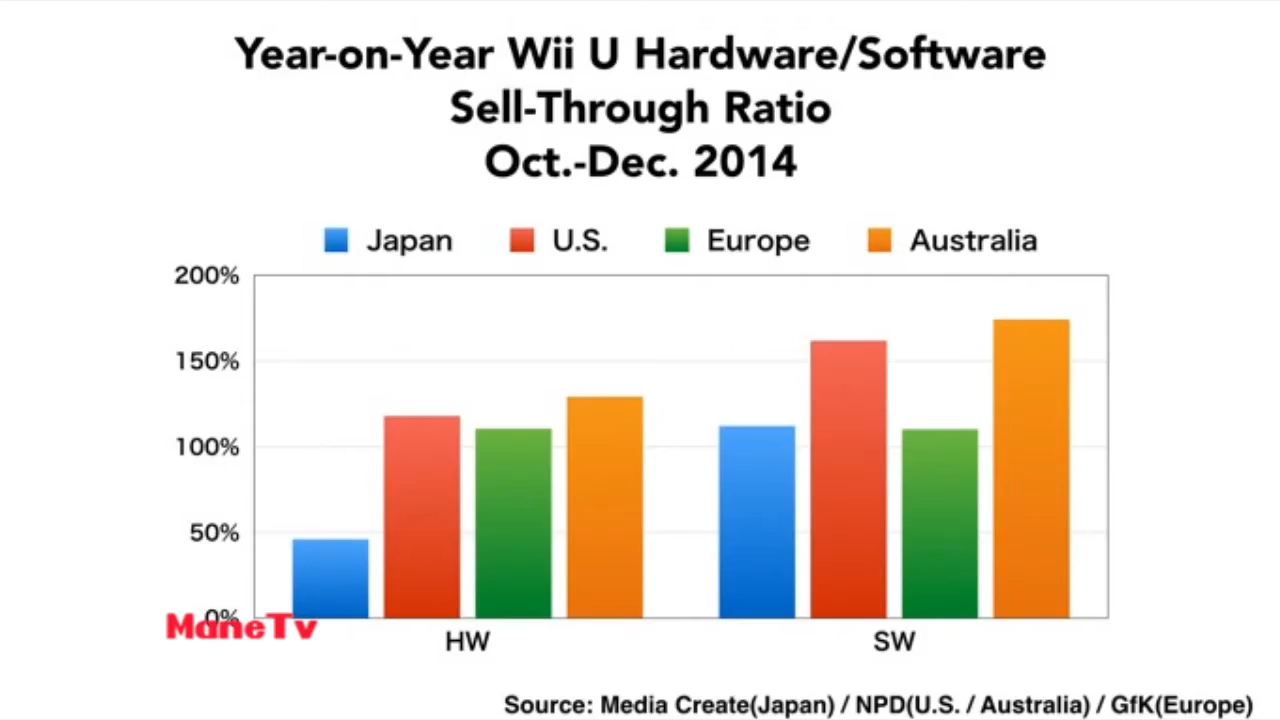 Year-on-Year Wii U Hardware/Software
Sell-Through Ratio
Oct.-Dec. 2014
Japan U.S. Europe Australia
200%
150%
100%
50%
0%
ManeTv
HW SW
Source: Media Create(Japan) / NPD(U.S. / Australia) / GfK(Europe)